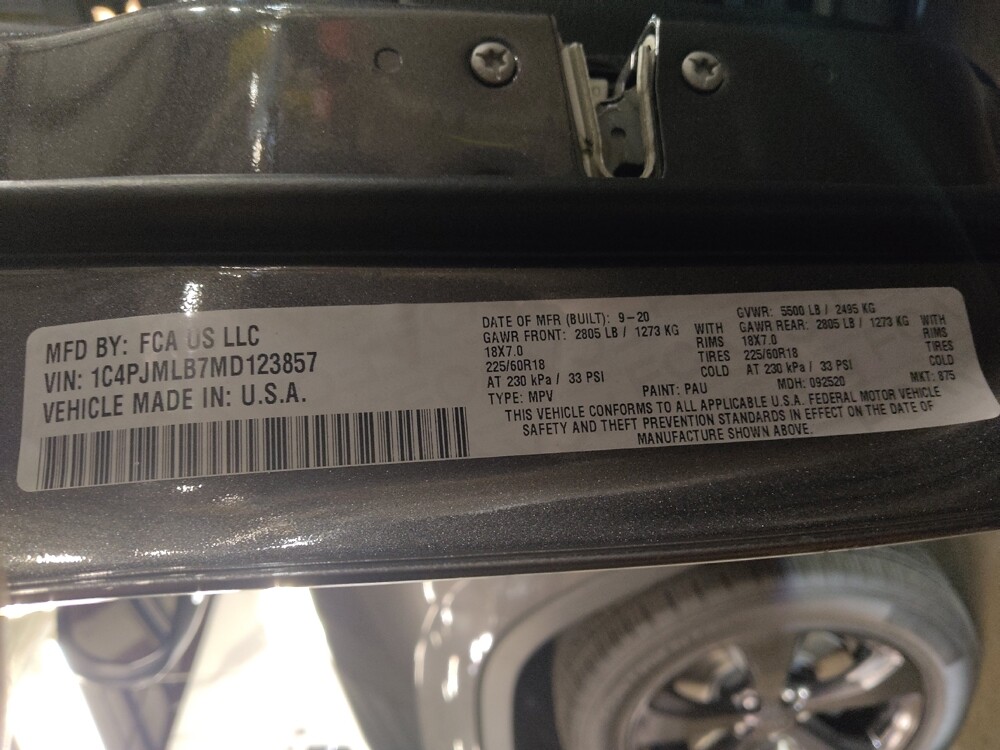 MFD BY: FCA US LLC
VIN: 1C4PJMLB7MD123857
VEHICLE MADE IN: U.S.A.
DATE OF MFR (BUILT): 9-20 GVWR: 5500 LB / 2495 KG
GAWR FRONT: 2805 LB / 1273 KG WITH GAWR REAR: 2805 LB / 1273 KG WITH
18X7.0 RIMS 18X7.0 RIMS
225/60R18 TIRES 225/60R18 TIRES
AT 230 kPa / 33 PSI COLD AT 230 kPa / 33 PSI COLD
TYPE: MPV PAINT: PAU MDH: 092520 MKT: 875
THIS VEHICLE CONFORMS TO ALL APPLICABLE U.S.A. FEDERAL MOTOR VEHICLE
SAFETY AND THEFT PREVENTION STANDARDS IN EFFECT ON THE DATE OF
MANUFACTURE SHOWN ABOVE.